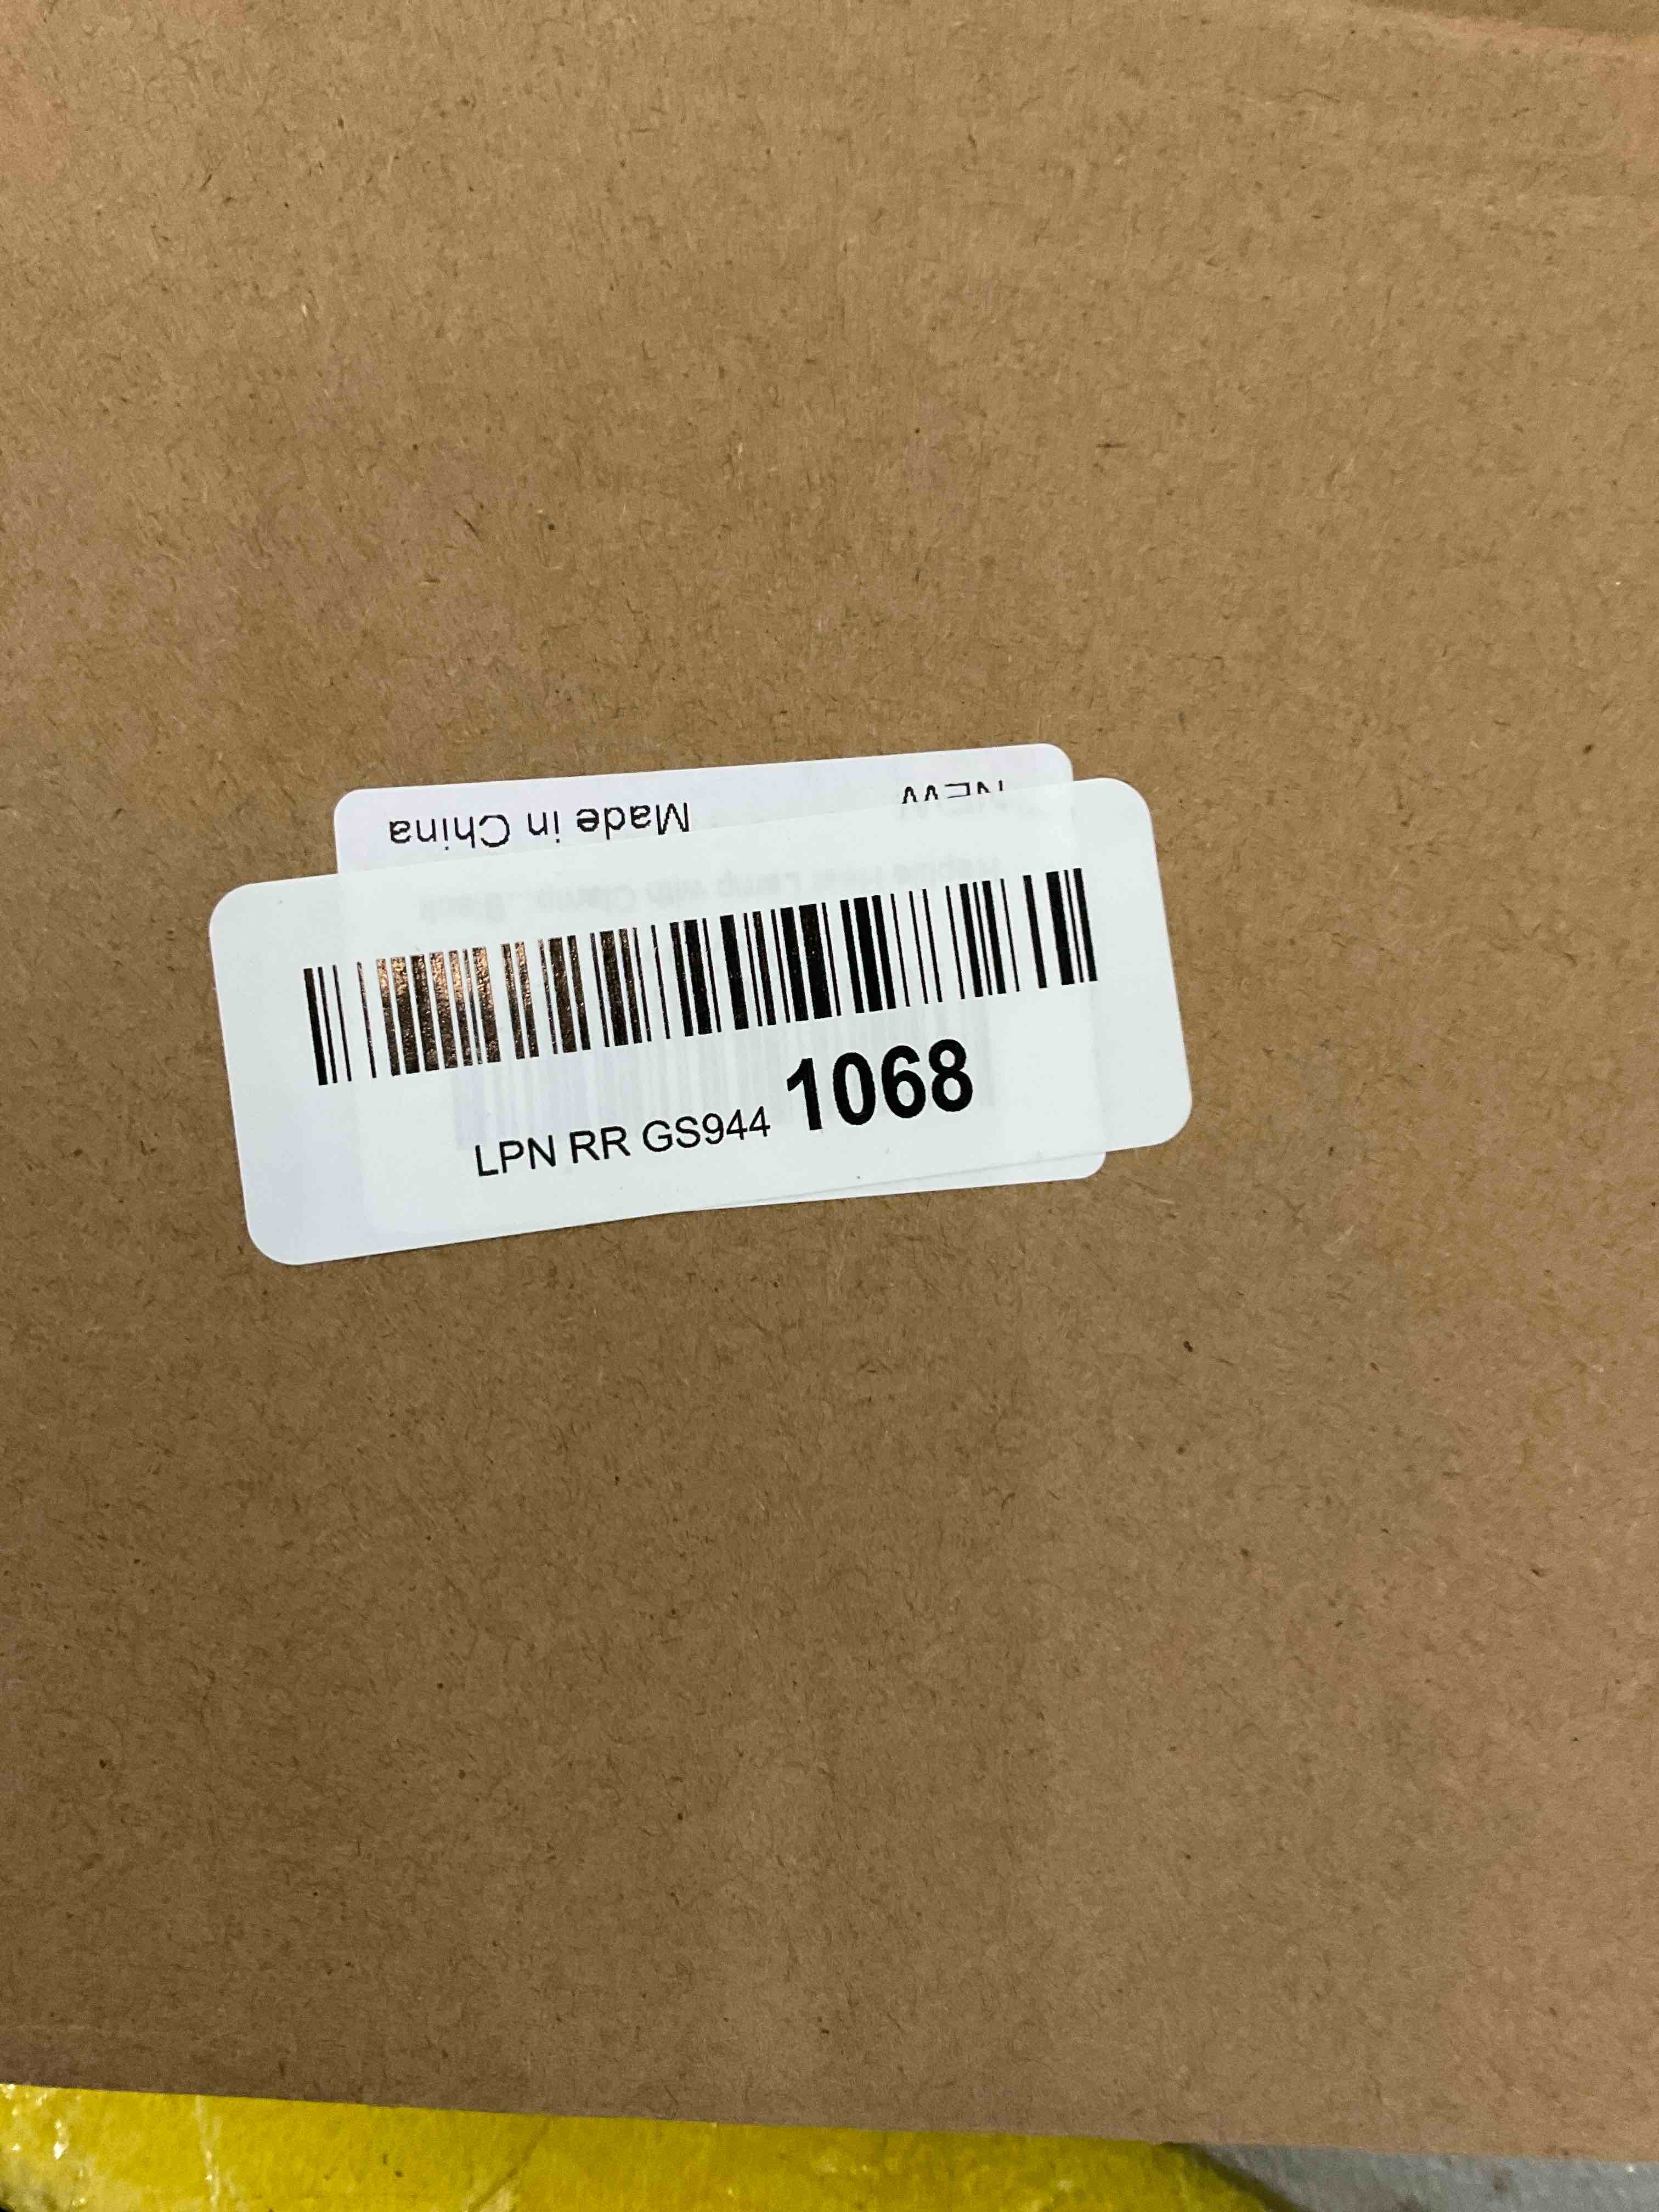 NEW
Made in China
LPN RR GS944 1068